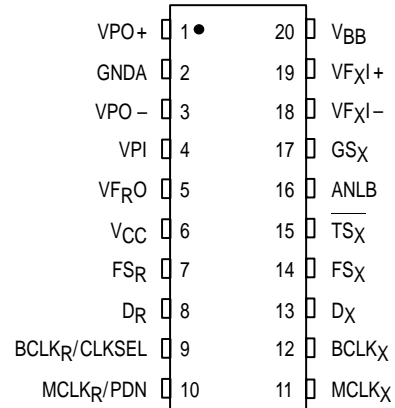 VPO+ 1 20 VBB
GNDA 2 19 VFXI+
VPO – 3 18 VFXI–
VPI 4 17 GSX
VFRO 5 16 ANLB
VCC 6 15 TSX
FSR 7 14 FSX
DR 8 13 DX
BCLKR/CLKSEL 9 12 BCLKX
MCLKR/PDN 10 11 MCLKX